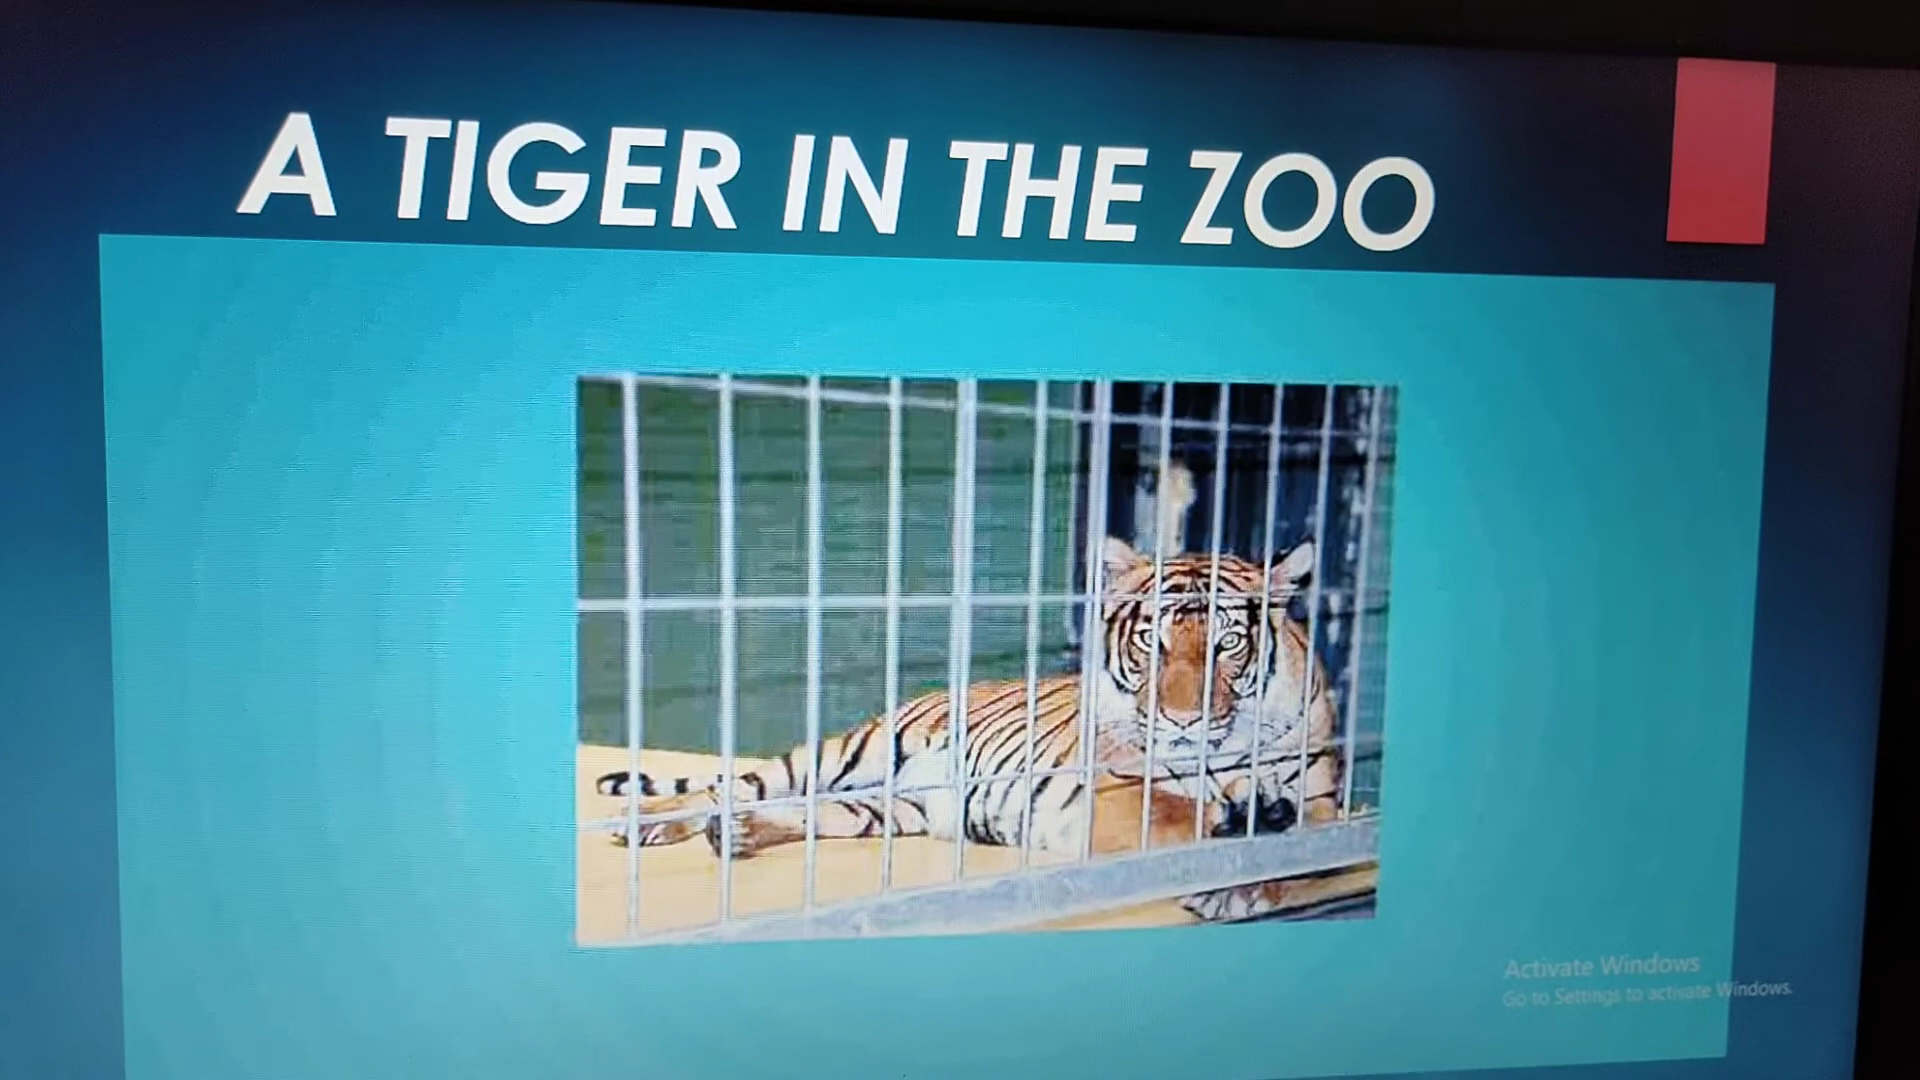 A TIGER IN THE ZOO
Activate Windows
Go to Settings to activate Windows.